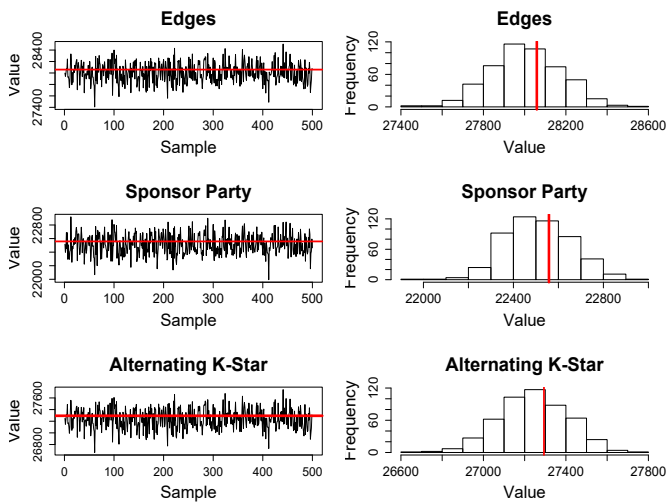 Edges
Value
27400
28400
0 100 200 300 400 500
Sample
Edges
Frequency
0 60 120
27400 27800 28200 28600
Value
Sponsor Party
Value
22000
22800
0 100 200 300 400 500
Sample
Sponsor Party
Frequency
0 60 120
22000 22400 22800
Value
Alternating K-Star
Value
26800
27600
0 100 200 300 400 500
Sample
Alternating K-Star
Frequency
0 60 120
26600 27000 27400 27800
Value